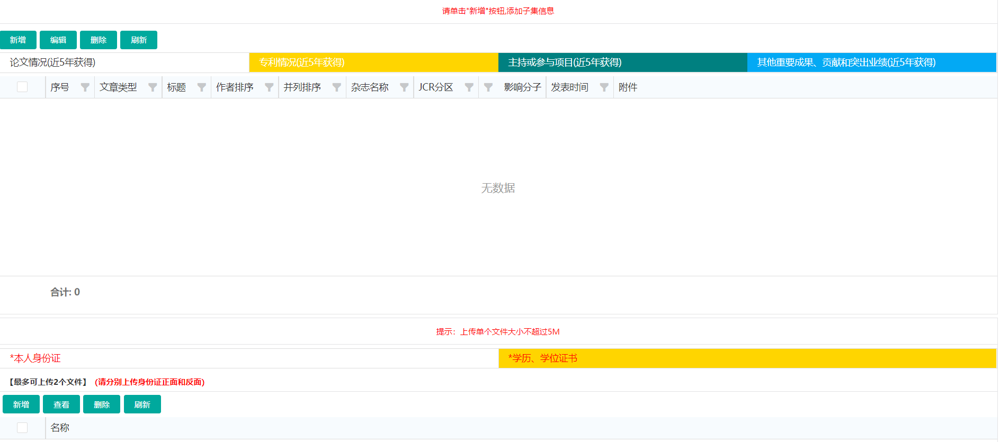 请单击"新增"按钮,添加子集信息
新增 编辑 删除 刷新
论文情况(近5年获得) 专利情况(近5年获得) 主持或参与项目(近5年获得) 其他重要成果、贡献和突出业绩(近5年获得)
序号 文章类型 标题 作者排序 并列排序 杂志名称 JCR分区 影响分子 发表时间 附件
无数据
合计: 0
提示：上传单个文件大小不超过5M
*本人身份证 *学历、学位证书
【最多可上传2个文件】 (请分别上传身份证正面和反面)
新增 查看 删除 刷新
名称